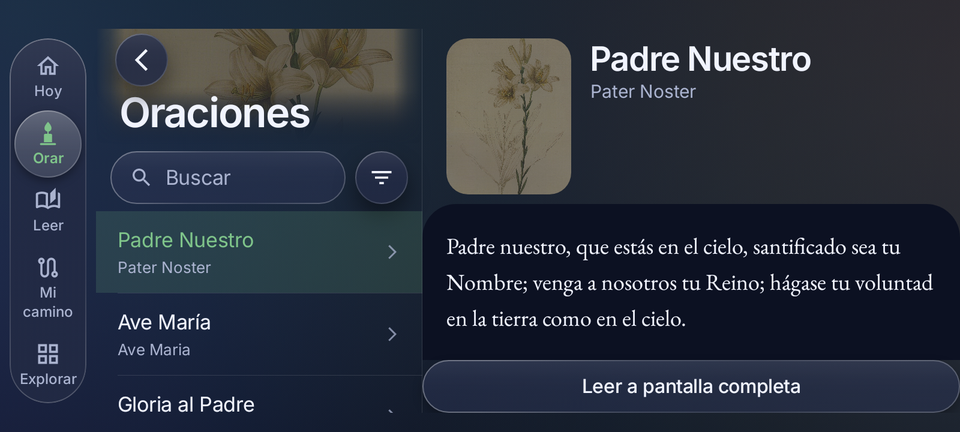 Hoy
Orar
Leer
Mi
camino
Explorar
Oraciones
Buscar
Padre Nuestro
Pater Noster
Ave María
Ave Maria
Gloria al Padre
Padre Nuestro
Pater Noster
Padre nuestro, que estás en el cielo, santificado sea tu
Nombre; venga a nosotros tu Reino; hágase tu voluntad
en la tierra como en el cielo.
Leer a pantalla completa